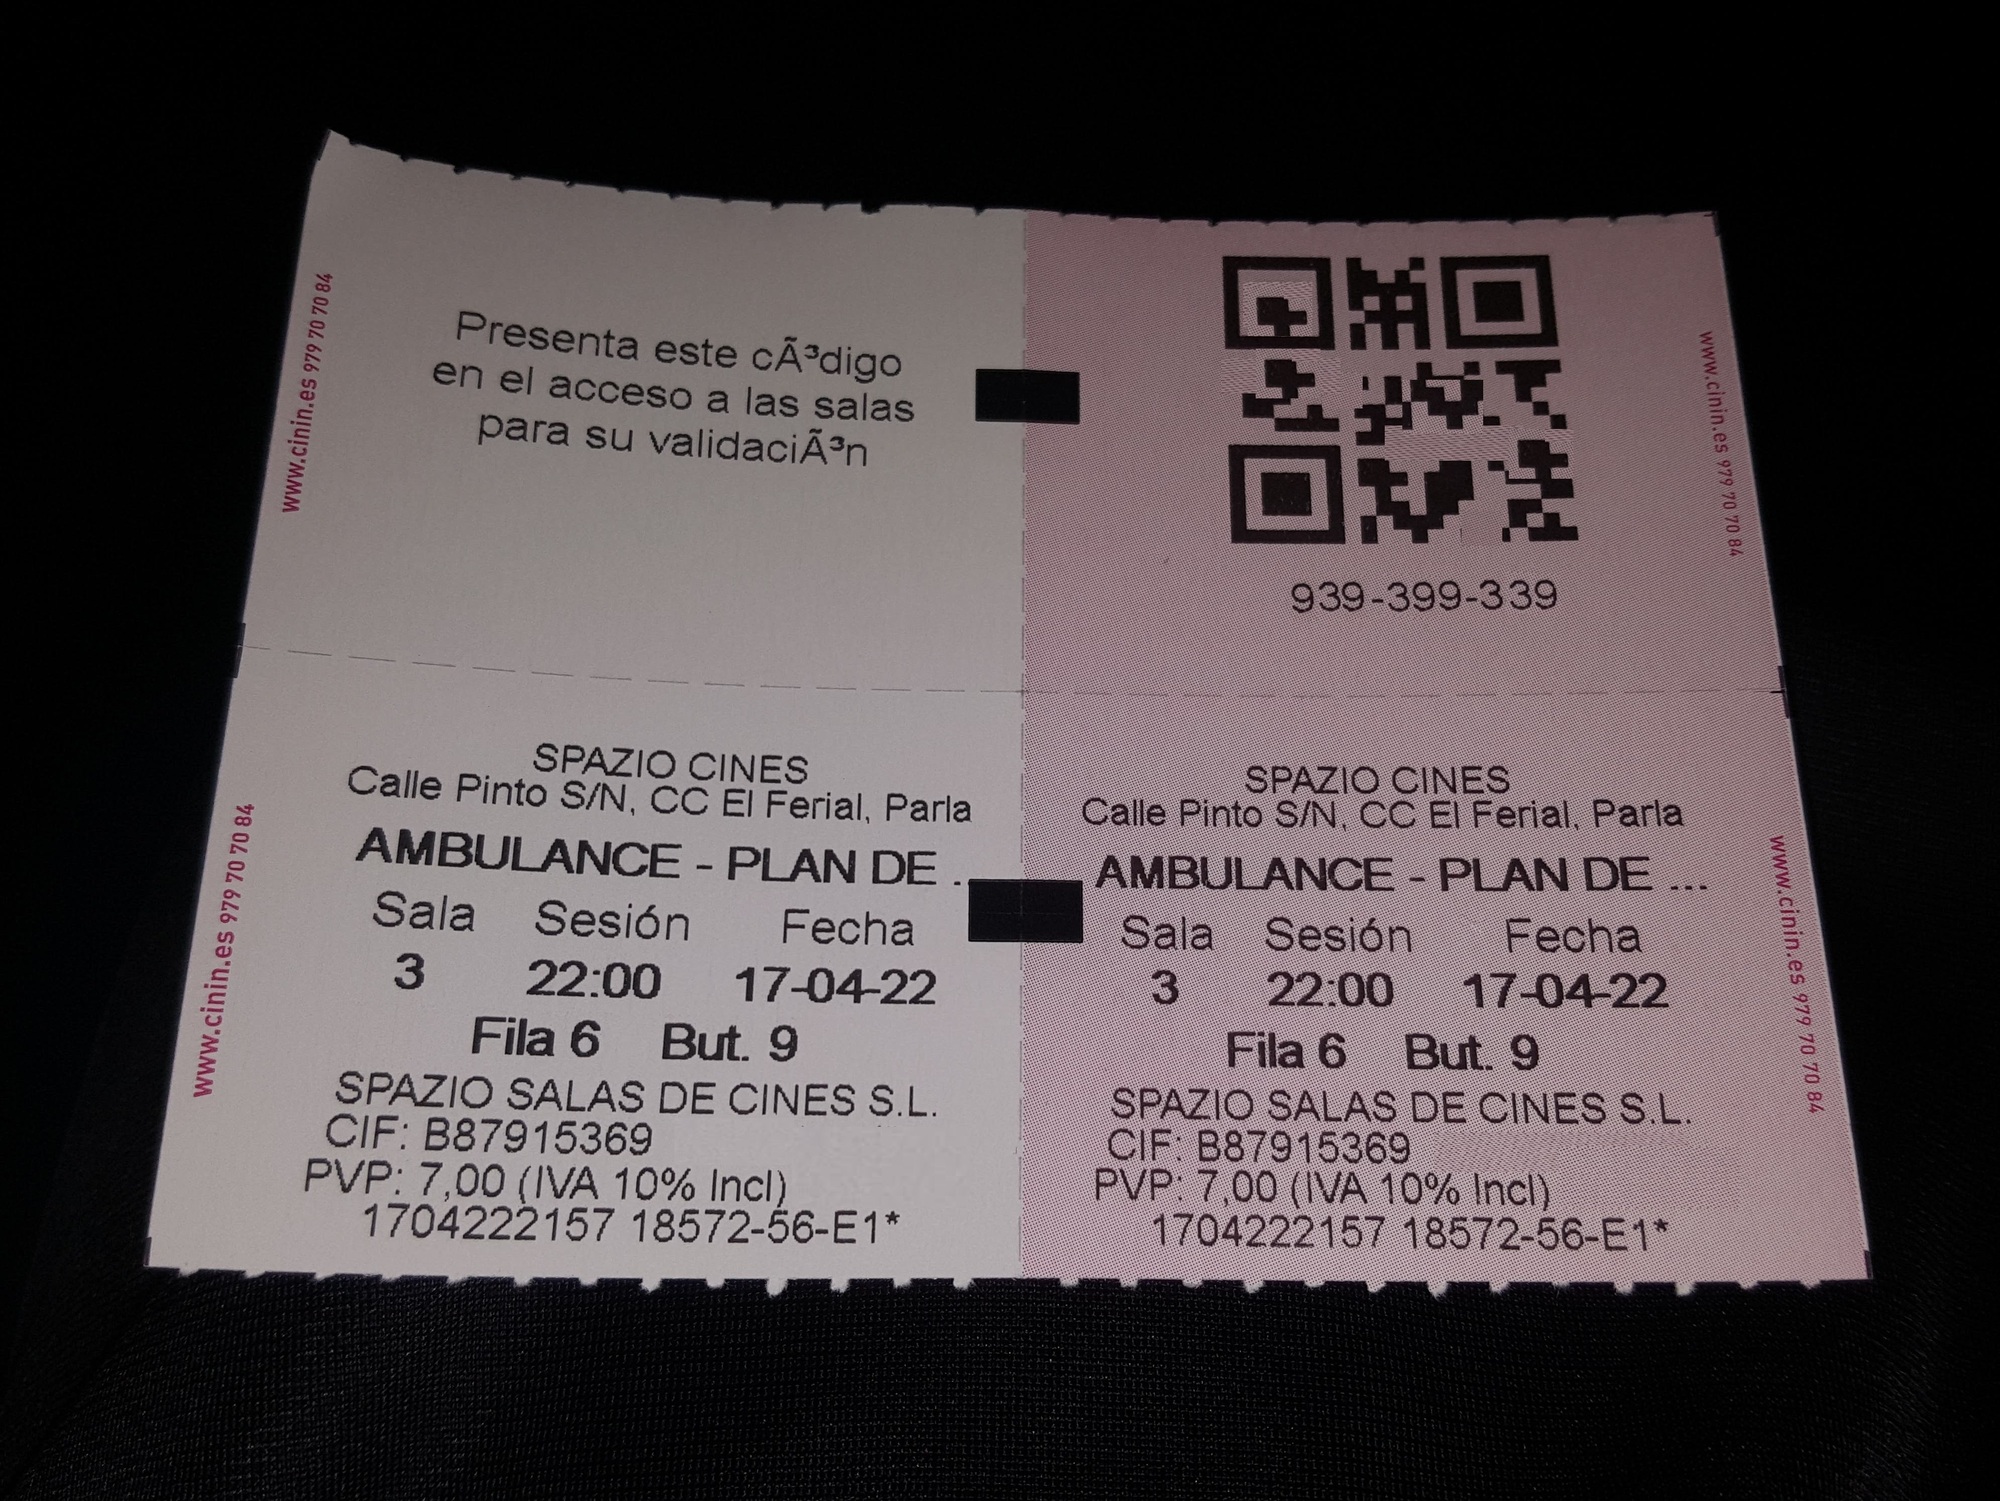 www.cinin.es 979 70 70 84
Presenta este cÃ³digo
en el acceso a las salas
para su validaciÃ³n
939-399-339
www.cinin.es 979 70 70 84
www.cinin.es 979 70 70 84
SPAZIO CINES
Calle Pinto S/N, CC El Ferial, Parla
AMBULANCE - PLAN DE .
Sala Sesión Fecha
3 22:00 17-04-22
Fila 6 But. 9
SPAZIO SALAS DE CINES S.L.
CIF: B87915369
PVP: 7,00 (IVA 10% Incl)
1704222157 18572-56-E1*
SPAZIO CINES
Calle Pinto S/N, CC El Ferial, Parla
AMBULANCE - PLAN DE ...
Sala Sesión Fecha
3 22:00 17-04-22
Fila 6 But. 9
SPAZIO SALAS DE CINES S.L.
CIF: B87915369
PVP: 7,00 (IVA 10% Incl)
1704222157 18572-56-E1*
www.cinin.es 979 70 70 84